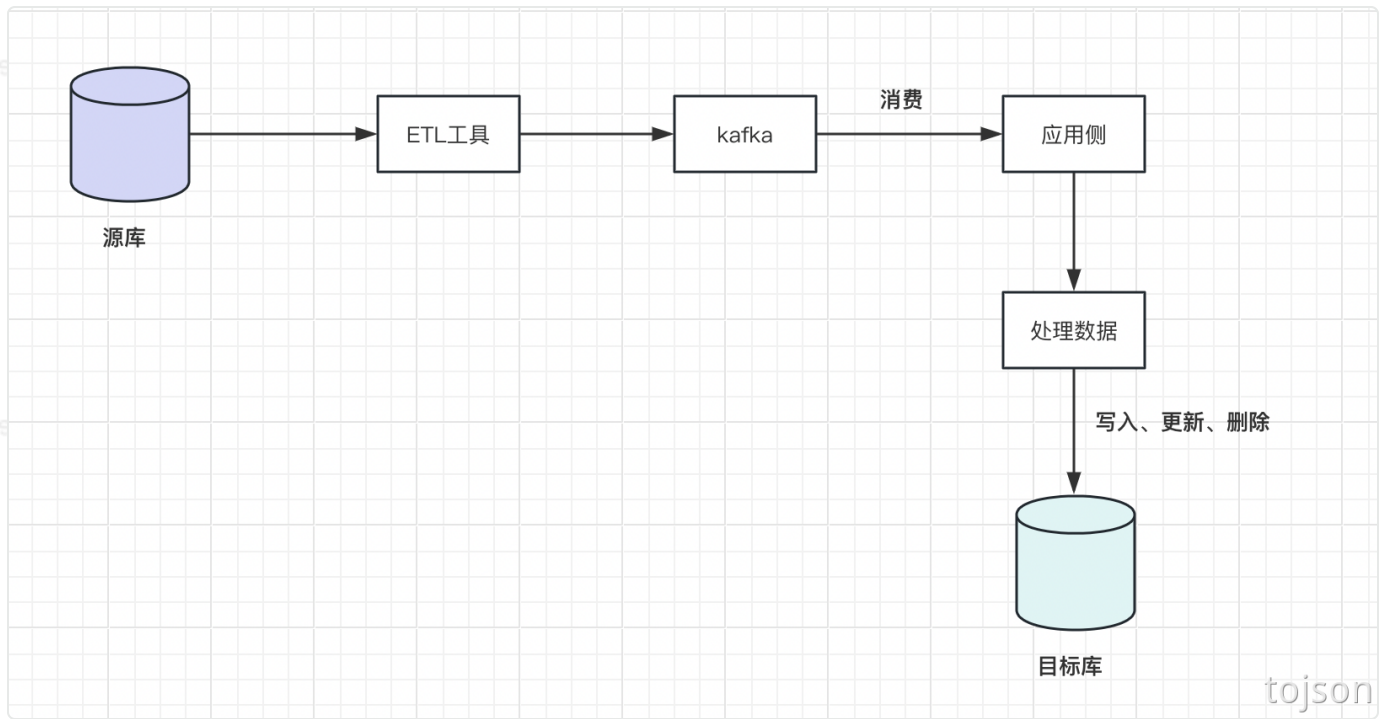 消费
ETL工具
kafka
应用侧
源库
处理数据
写入、更新、删除
目标库
tojson